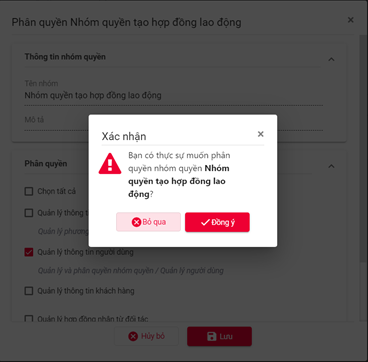 Phân quyền Nhóm quyền tạo hợp đồng lao động
Thông tin nhóm quyền
Tên nhóm
Nhóm quyền tạo hợp đồng lao động
Mô tả
Xác nhận
Bạn có thực sự muốn phân
quyền nhóm quyền Nhóm
quyền tạo hợp đồng lao
động?
Bỏ qua
Đồng ý
Phân quyền
Chọn tất cả
Quản lý thông t
Quản lý phương
Quản lý thông tin người dùng
Quản lý và phân quyền nhóm quyền / Quản lý người dùng
Quản lý thông tin khách hàng
Quản lý hợp đồng nhận từ đối tác
Hủy bỏ
Lưu